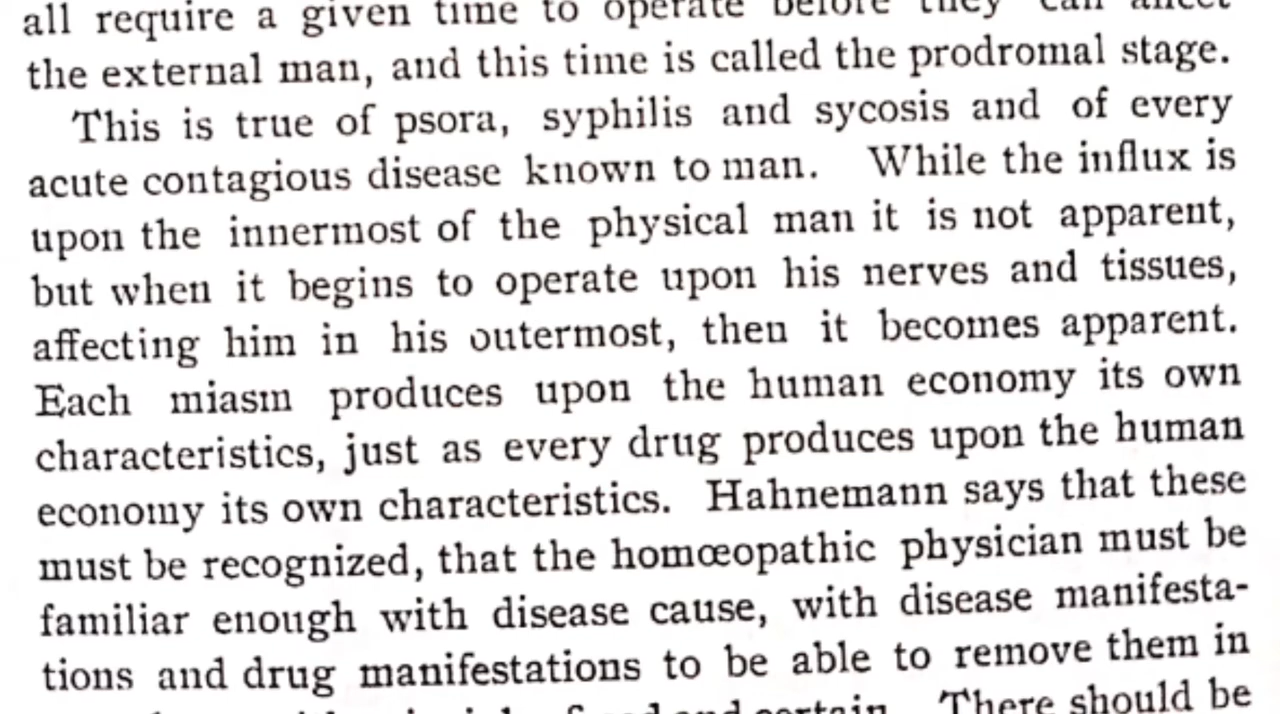 all require a given time to operate before they can affect
the external man, and this time is called the prodromal stage.
This is true of psora, syphilis and sycosis and of every
acute contagious disease known to man. While the influx is
upon the innermost of the physical man it is not apparent,
but when it begins to operate upon his nerves and tissues,
affecting him in his outermost, then it becomes apparent.
Each miasm produces upon the human economy its own
characteristics, just as every drug produces upon the human
economy its own characteristics. Hahnemann says that these
must be recognized, that the homœopathic physician must be
familiar enough with disease cause, with disease manifesta-
tions and drug manifestations to be able to remove them in
fixed and certain. There should be